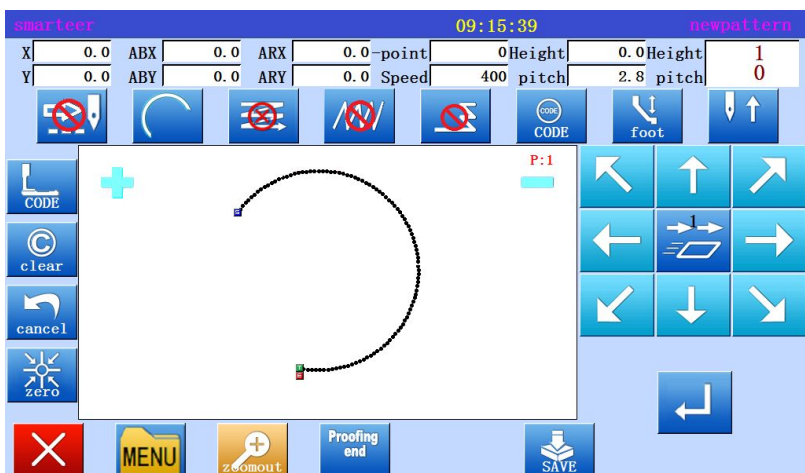 smarteer 09:15:39 newpattern
X 0.0 ABX 0.0 ARX 0.0 -point 0 Height 0.0 Height 1
Y 0.0 ABY 0.0 ARY 0.0 Speed 400 pitch 2.8 pitch 0
CODE
CODE foot
P:1
CODE
1
clear
cancel
zero
MENU
zoomout
Proofing
end
SAVE